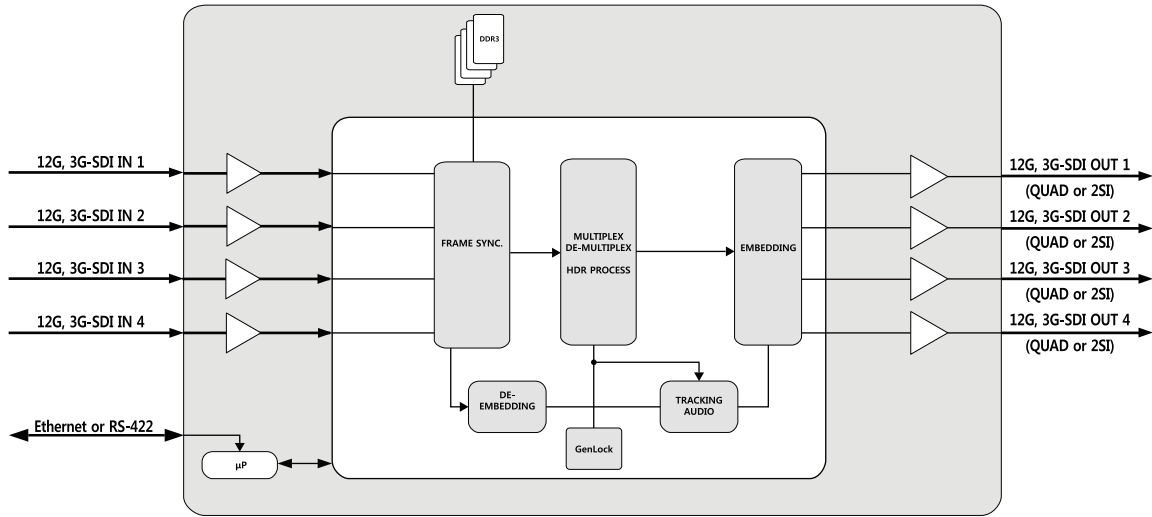 DDR3
12G, 3G-SDI IN 1
12G, 3G-SDI IN 2
12G, 3G-SDI IN 3
12G, 3G-SDI IN 4
Ethernet or RS-422
µP
FRAME SYNC.
MULTIPLEX
DE-MULTIPLEX
HDR PROCESS
EMBEDDING
DE-
EMBEDDING
TRACKING
AUDIO
GenLock
12G, 3G-SDI OUT 1
(QUAD or 2SI)
12G, 3G-SDI OUT 2
(QUAD or 2SI)
12G, 3G-SDI OUT 3
(QUAD or 2SI)
12G, 3G-SDI OUT 4
(QUAD or 2SI)